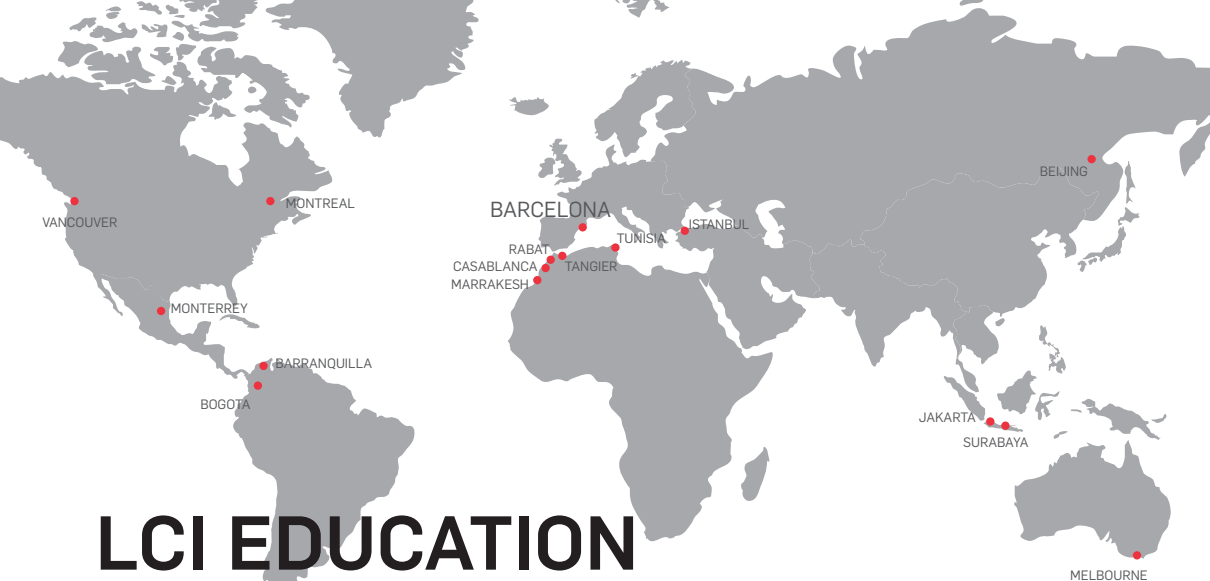 BEIJING
VANCOUVER
MONTREAL
BARCELONA
ISTANBUL
TUNISIA
RABAT
CASABLANCA
TANGIER
MARRAKESH
MONTERREY
BARRANQUILLA
BOGOTA
JAKARTA
SURABAYA
LCI EDUCATION
MELBOURNE